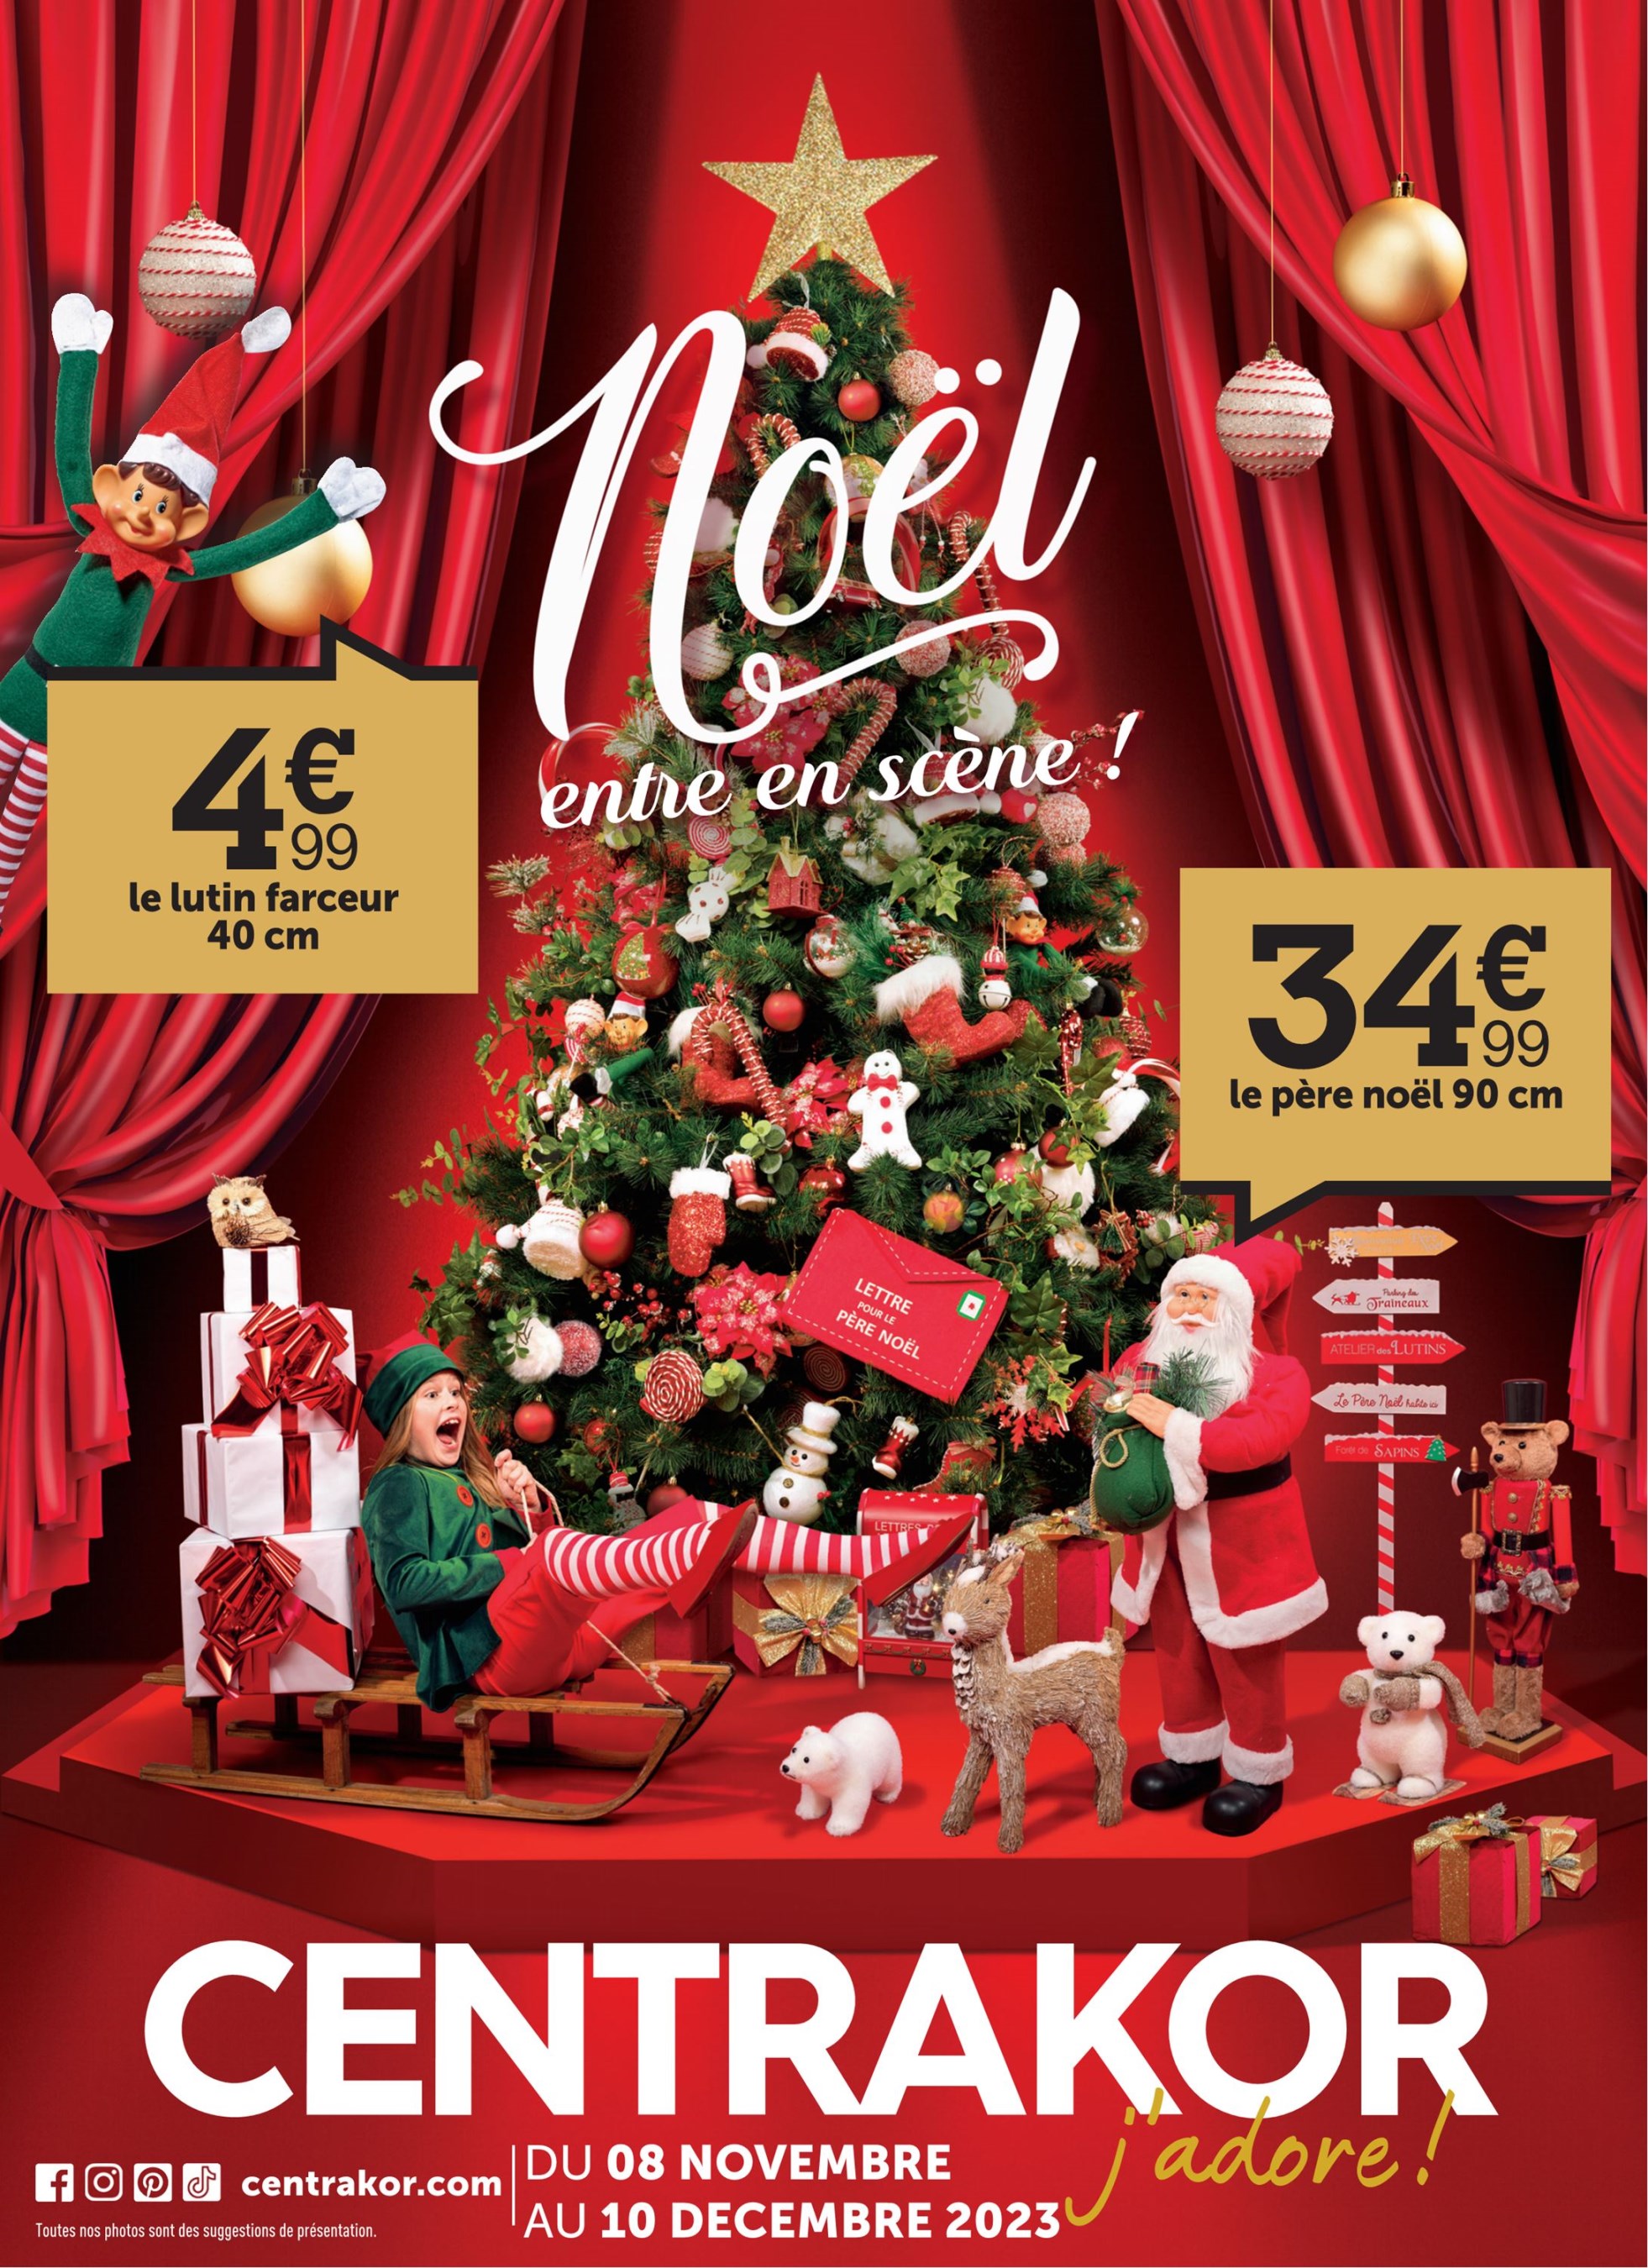 Noël
entre en scène !
4€99
le lutin farceur
40 cm
34€99
le père noël 90 cm
LETTRE
POUR LE
PÈRE NOËL
Parking des
Traineaux
ATELIER des LUTINS
Le Père Noël habite ici
Forêt de SAPINS
LETTRES
CENTRAKOR
j'adore !
centrakor.com
DU 08 NOVEMBRE
AU 10 DECEMBRE 2023
Toutes nos photos sont des suggestions de présentation.